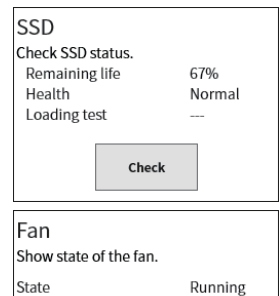 SSD
Check SSD status.
Remaining life 67%
Health Normal
Loading test ---
Check
Fan
Show state of the fan.
State Running